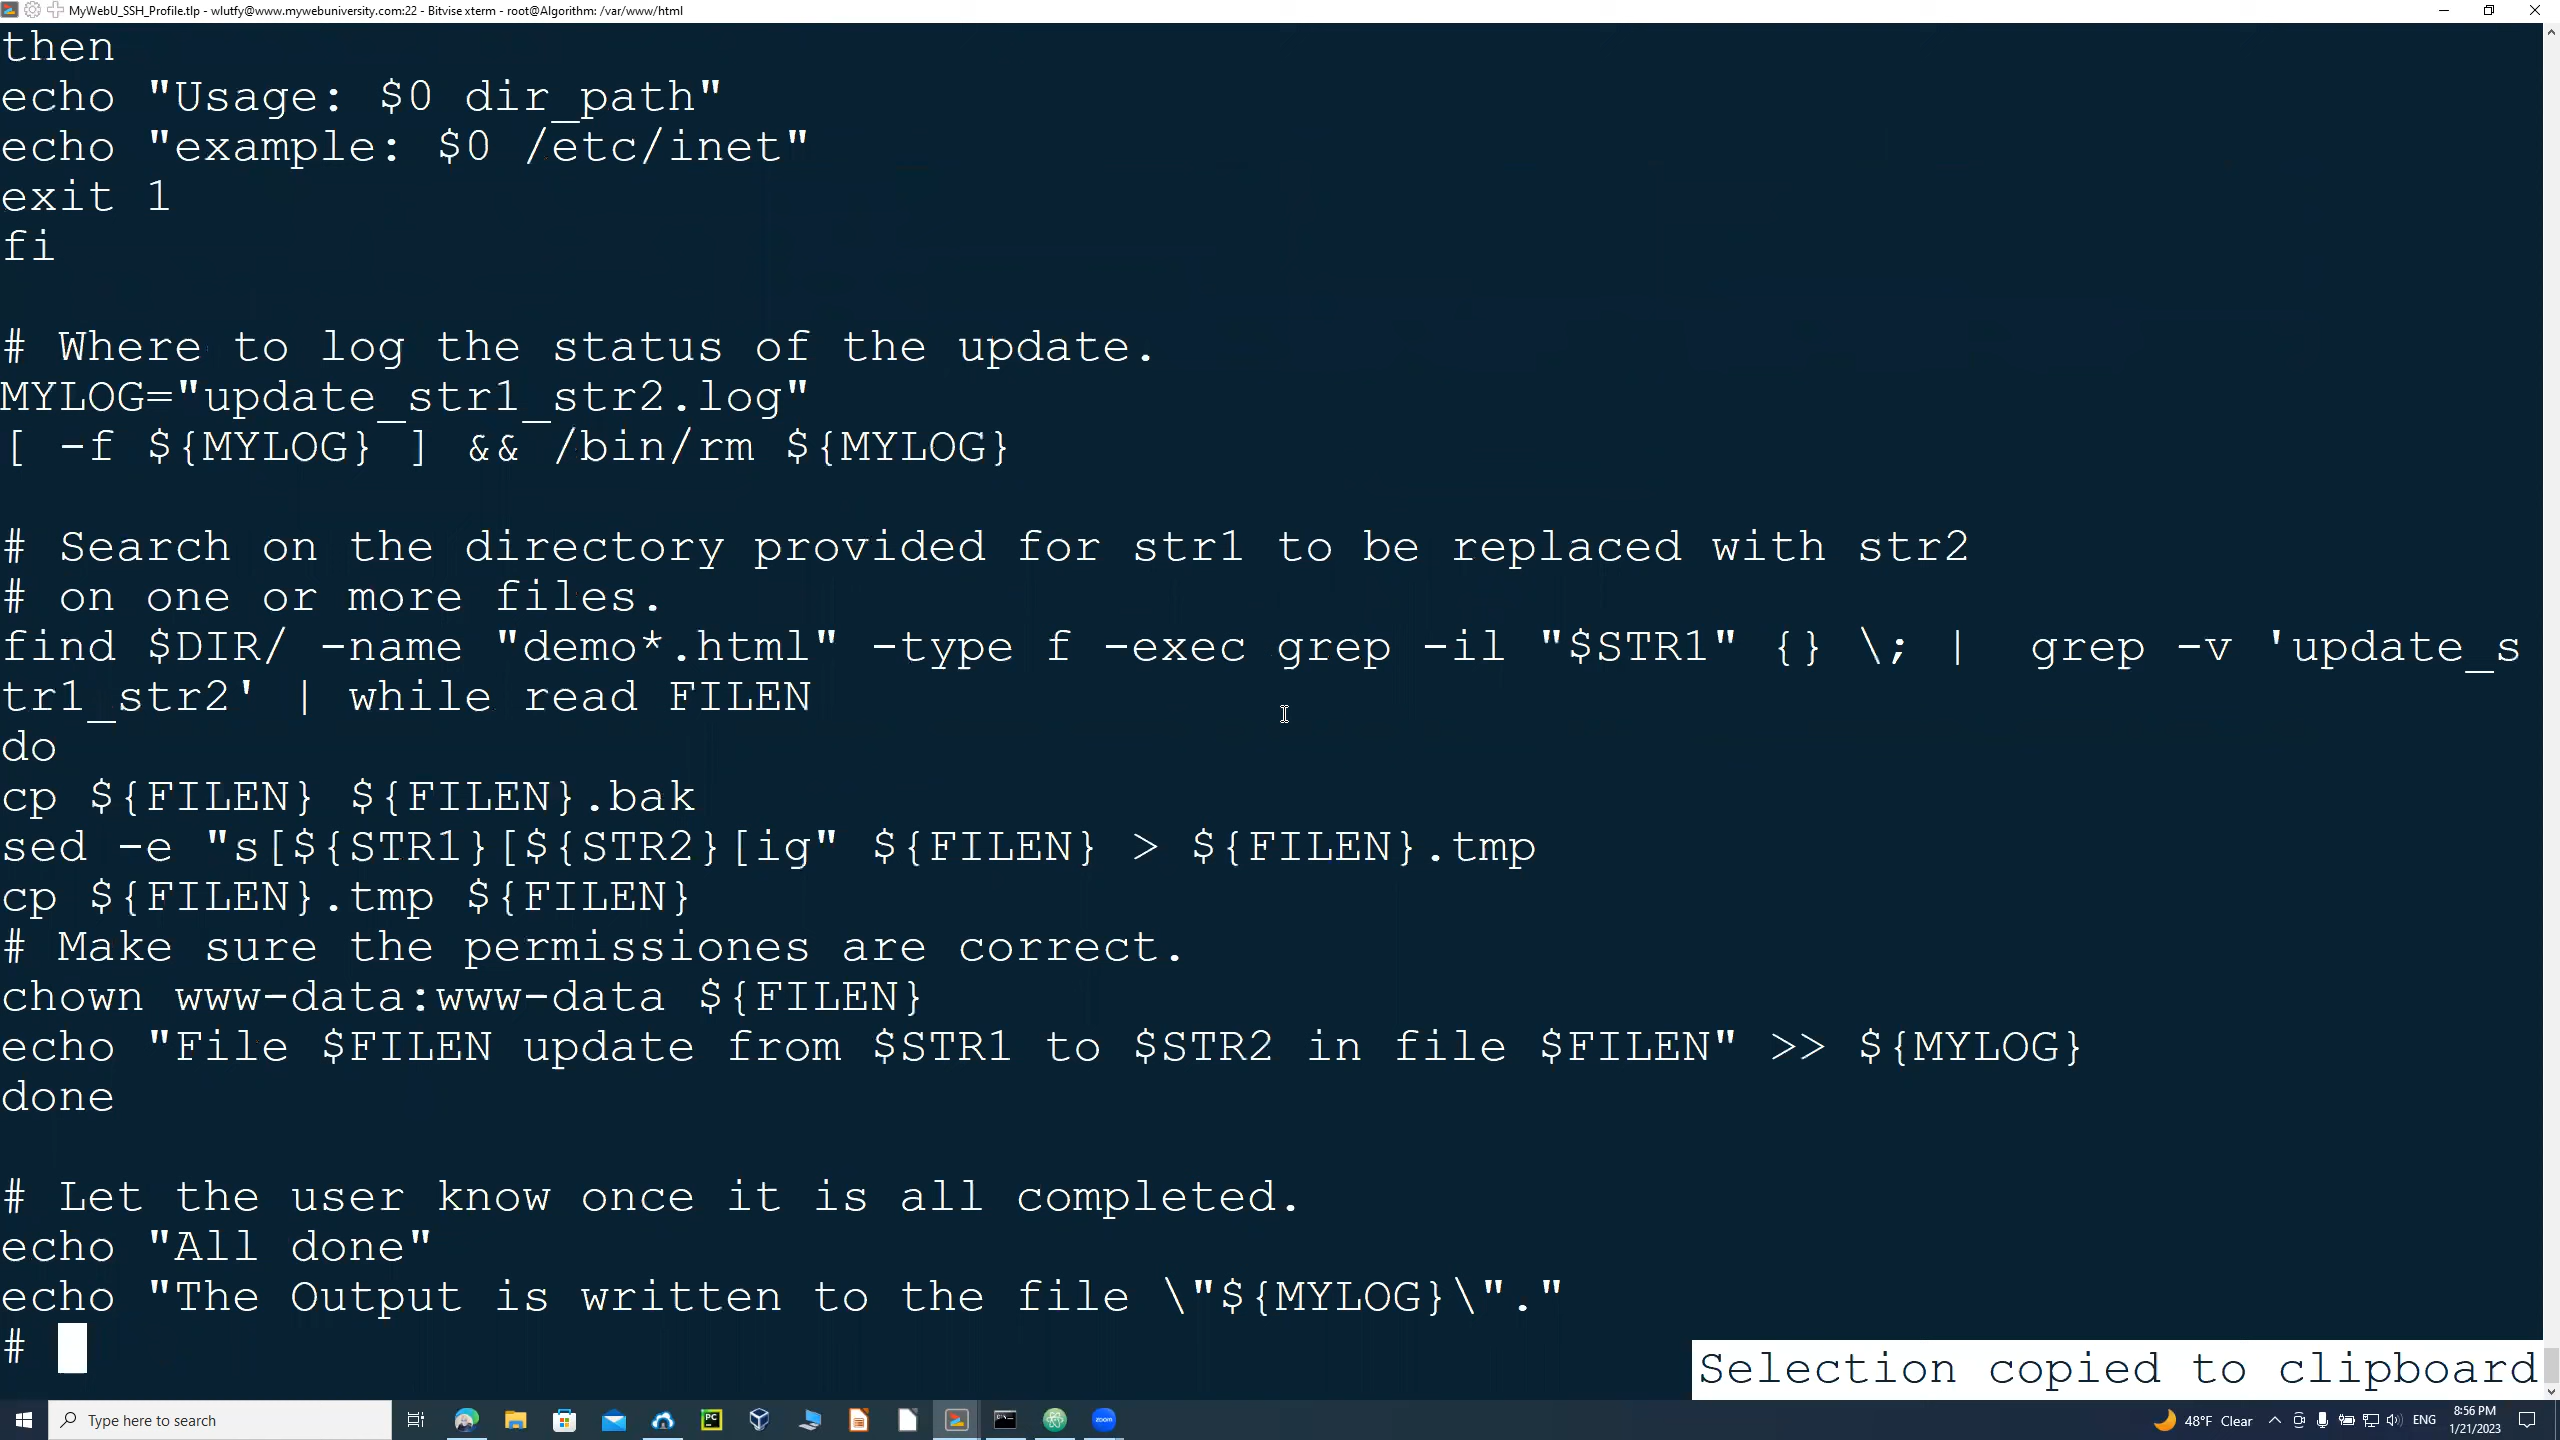 MyWebU_SSH_Profile.tlp - wlutfy@www.mywebuniversity.com:22 - Bitvise xterm - root@Algorithm: /var/www/html
then
echo "Usage: $0 dir_path"
echo "example: $0 /etc/inet"
exit 1
fi
# Where to log the status of the update.
MYLOG="update_str1_str2.log"
[ -f ${MYLOG} ] && /bin/rm ${MYLOG}
# Search on the directory provided for str1 to be replaced with str2
# on one or more files.
find $DIR/ -name "demo*.html" -type f -exec grep -il "$STR1" {} \; |  grep -v 'update_s
tr1_str2' | while read FILEN
do
cp ${FILEN} ${FILEN}.bak
sed -e "s[${STR1}[${STR2}[ig" ${FILEN} > ${FILEN}.tmp
cp ${FILEN}.tmp ${FILEN}
# Make sure the permissiones are correct.
chown www-data:www-data ${FILEN}
echo "File $FILEN update from $STR1 to $STR2 in file $FILEN" >> ${MYLOG}
done
# Let the user know once it is all completed.
echo "All done"
echo "The Output is written to the file \"${MYLOG}\"."
#
Selection copied to clipboard
Type here to search
PC
zoom
48°F Clear
ENG
8:56 PM
1/21/2023